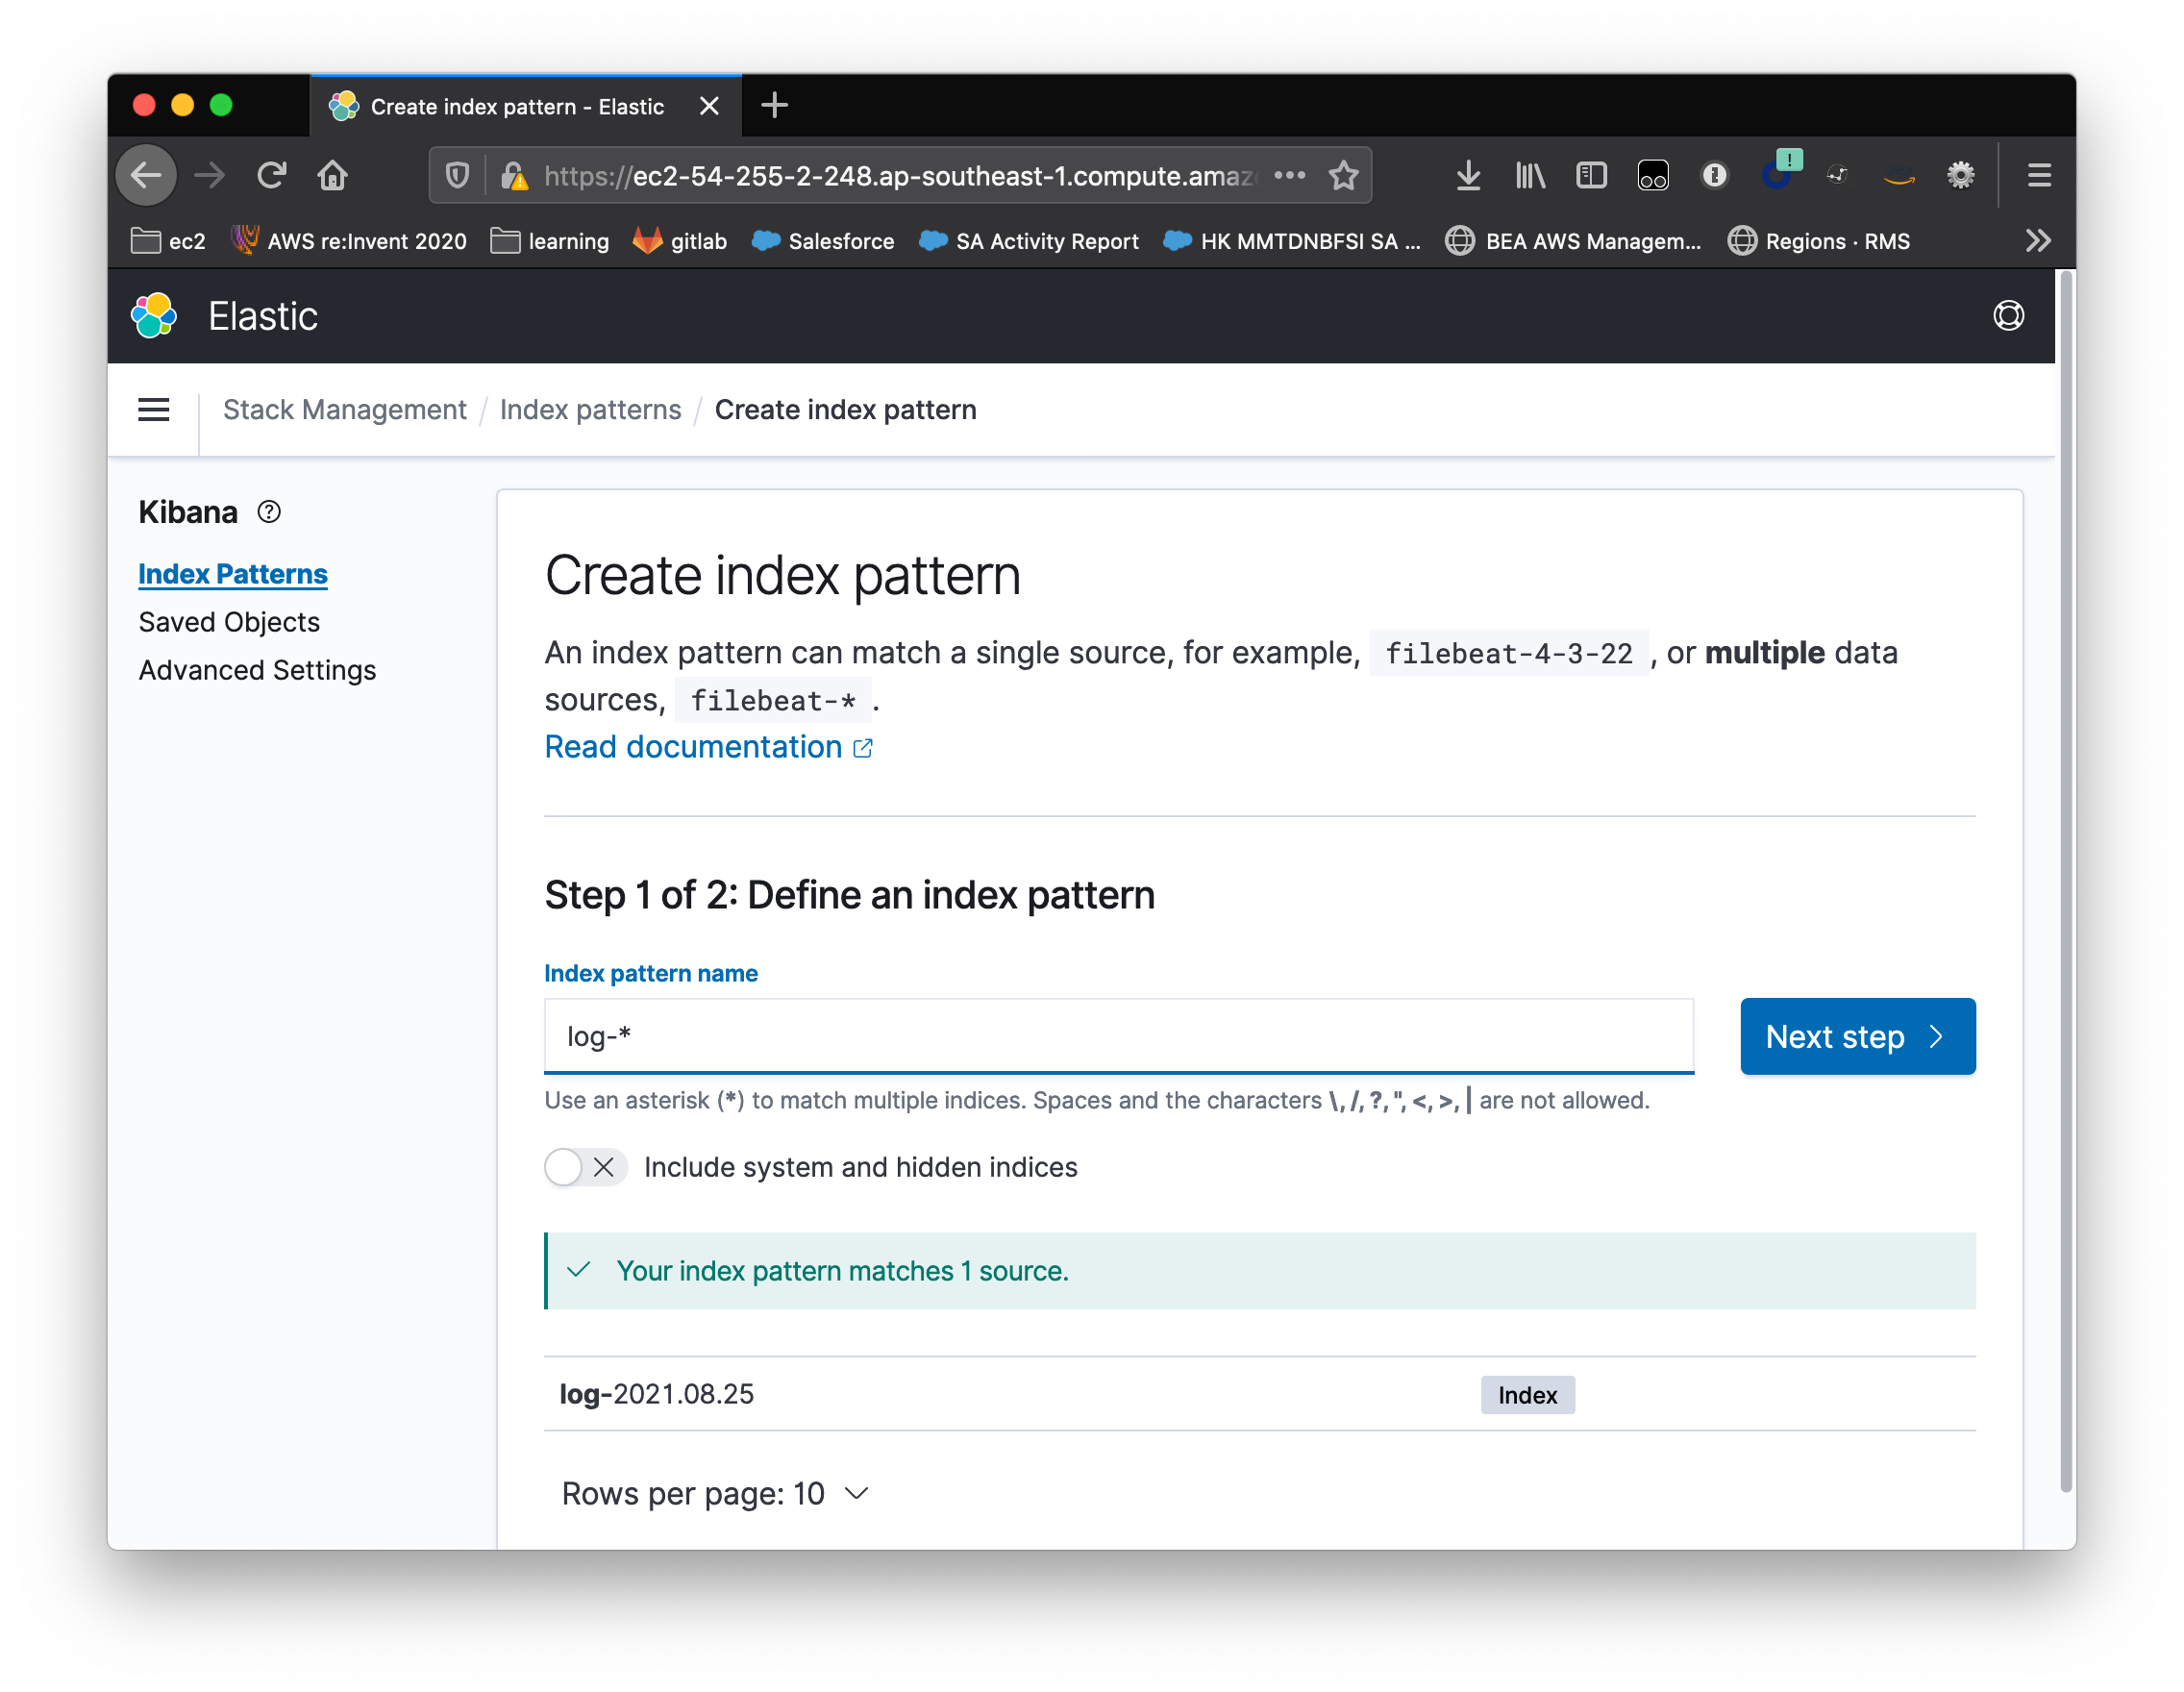 Create index pattern - Elastic
https://ec2-54-255-2-248.ap-southeast-1.compute.amaz
ec2 AWS re:Invent 2020 learning gitlab Salesforce SA Activity Report HK MMTDNBFSI SA ... BEA AWS Managem... Regions · RMS
Elastic
Stack Management / Index patterns / Create index pattern
Kibana
Index Patterns
Saved Objects
Advanced Settings
Create index pattern
An index pattern can match a single source, for example, filebeat-4-3-22 , or multiple data
sources, filebeat-* .
Read documentation
Step 1 of 2: Define an index pattern
Index pattern name
log-*
Next step
Use an asterisk (*) to match multiple indices. Spaces and the characters \, /, ?, ", <, >, | are not allowed.
Include system and hidden indices
Your index pattern matches 1 source.
log-2021.08.25 Index
Rows per page: 10